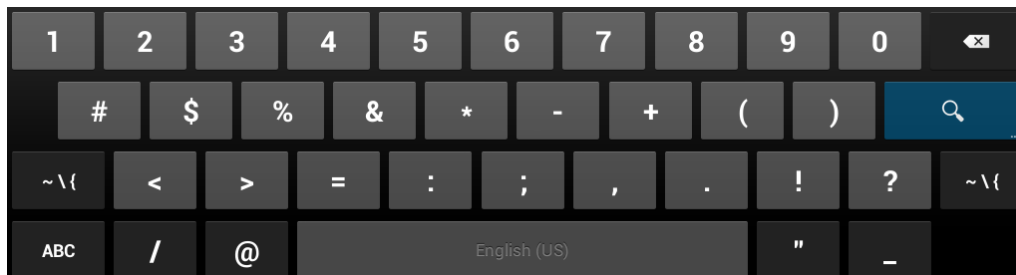 1 2 3 4 5 6 7 8 9 0
# $ % & * - + ( )
~\{ < > = : ; , . ! ? ~\{
ABC / @ English (US) " _